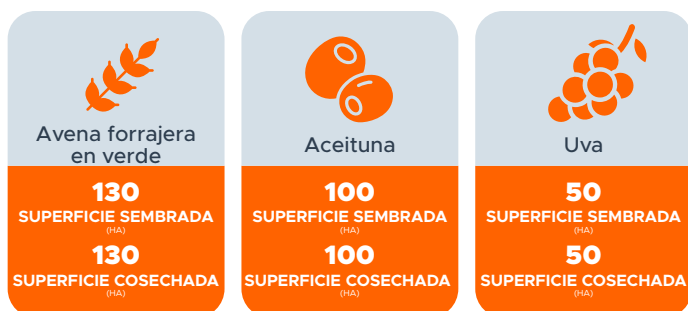 Avena forrajera
en verde
130
SUPERFICIE SEMBRADA
(HA)
130
SUPERFICIE COSECHADA
(HA)
Aceituna
100
SUPERFICIE SEMBRADA
(HA)
100
SUPERFICIE COSECHADA
(HA)
Uva
50
SUPERFICIE SEMBRADA
(HA)
50
SUPERFICIE COSECHADA
(HA)